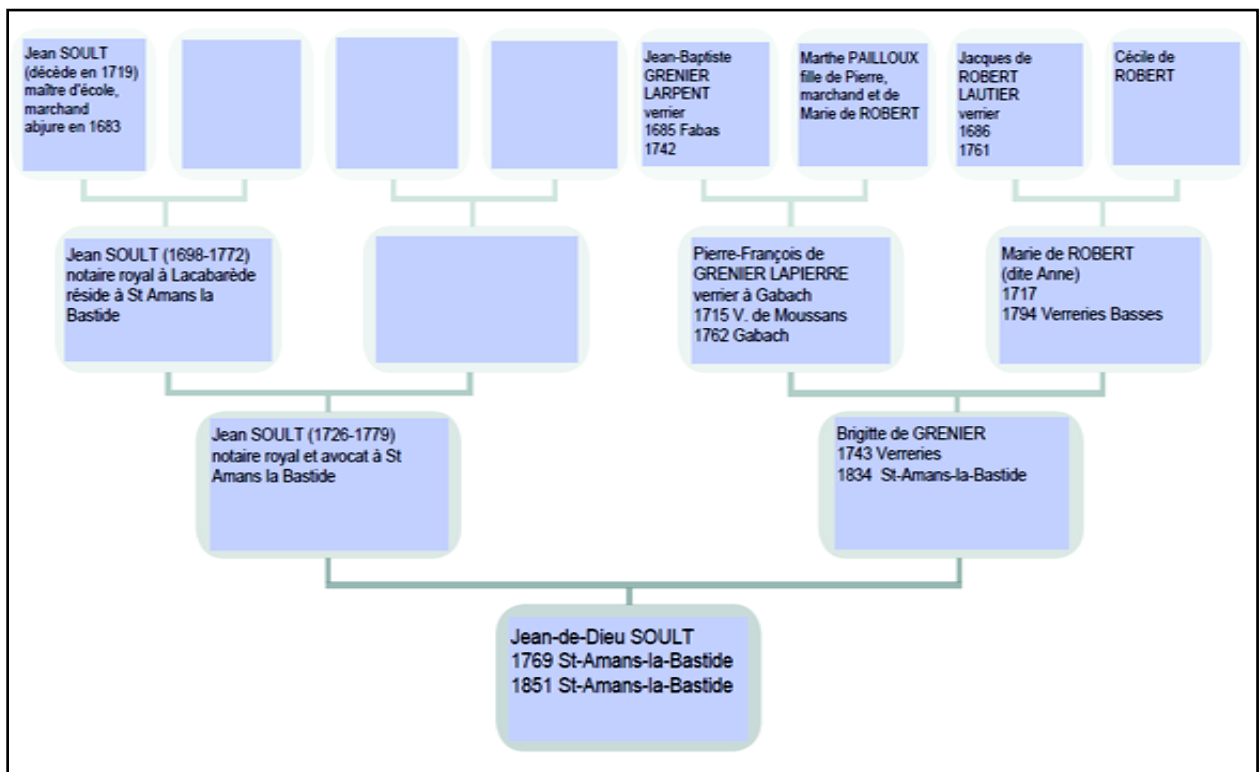 Jean SOULT
(décède en 1719)
maître d'école,
marchand
abjure en 1683
Jean-Baptiste
GRENIER
LARPENT
verrier
1685 Fabas
1742
Marthe PAILLOUX
fille de Pierre,
marchand et de
Marie de ROBERT
Jacques de
ROBERT
LAUTIER
verrier
1686
1761
Cécile de
ROBERT
Jean SOULT (1698-1772)
notaire royal à Lacabarède
réside à St Amans la
Bastide
Pierre-François de
GRENIER LAPIERRE
verrier à Gabach
1715 V. de Moussans
1762 Gabach
Marie de ROBERT
(dite Anne)
1717
1794 Verreries Basses
Jean SOULT (1726-1779)
notaire royal et avocat à St
Amans la Bastide
Brigitte de GRENIER
1743 Verreries
1834 St-Amans-la-Bastide
Jean-de-Dieu SOULT
1769 St-Amans-la-Bastide
1851 St-Amans-la-Bastide